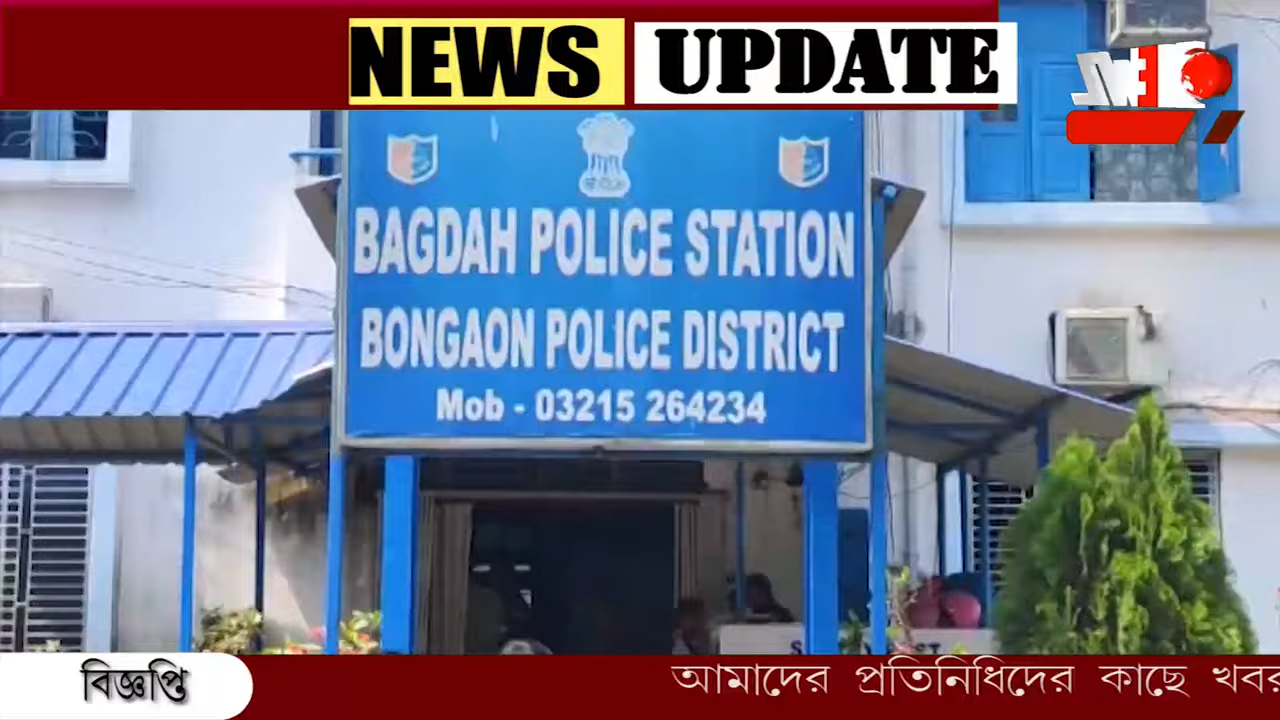 NEWS UPDATE
BAGDAH POLICE STATION
BONGAON POLICE DISTRICT
Mob - 03215 264234
বিজ্ঞপ্তি
আমাদের প্রতিনিধিদের কাছে খবর